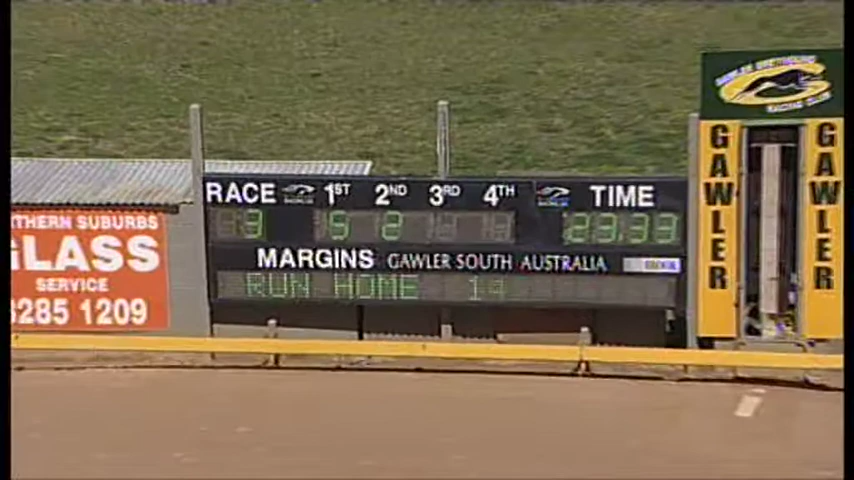 RACE 1ST 2ND 3RD 4TH TIME
3 5 2 23:33
MARGINS GAWLER SOUTH AUSTRALIA
RUN HOME
THERN SUBURBS
GLASS
SERVICE
8285 1209
GAWLER
GAWLER